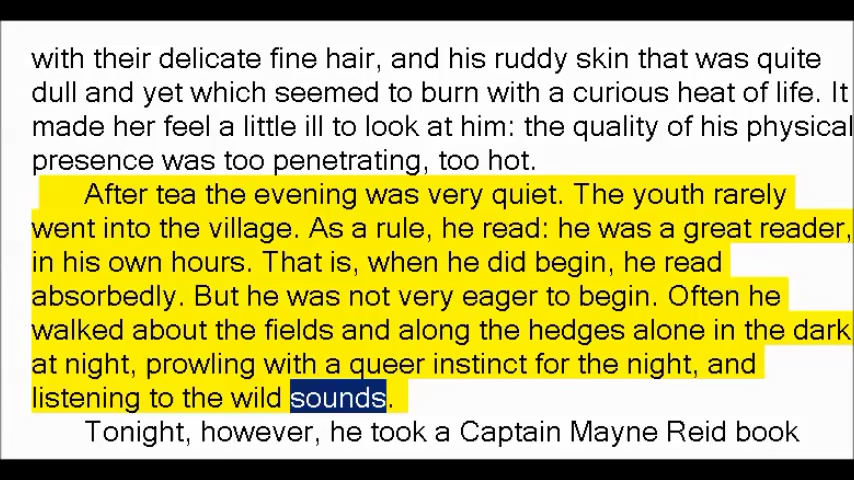 with their delicate fine hair, and his ruddy skin that was quite
dull and yet which seemed to burn with a curious heat of life. It
made her feel a little ill to look at him: the quality of his physical
presence was too penetrating, too hot.
After tea the evening was very quiet. The youth rarely
went into the village. As a rule, he read: he was a great reader,
in his own hours. That is, when he did begin, he read
absorbedly. But he was not very eager to begin. Often he
walked about the fields and along the hedges alone in the dark
at night, prowling with a queer instinct for the night, and
listening to the wild sounds.
Tonight, however, he took a Captain Mayne Reid book